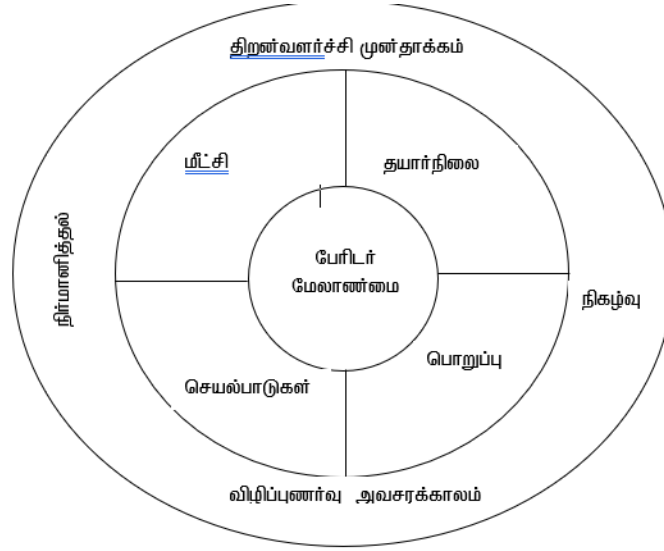 திறன்வளர்ச்சி முன்தாக்கம்
மீட்சி
தயார்நிலை
நிர்மானித்தல்
பேரிடர்
மேலாண்மை
நிகழ்வு
பொறுப்பு
செயல்பாடுகள்
விழிப்புணர்வு அவசரக்காலம்